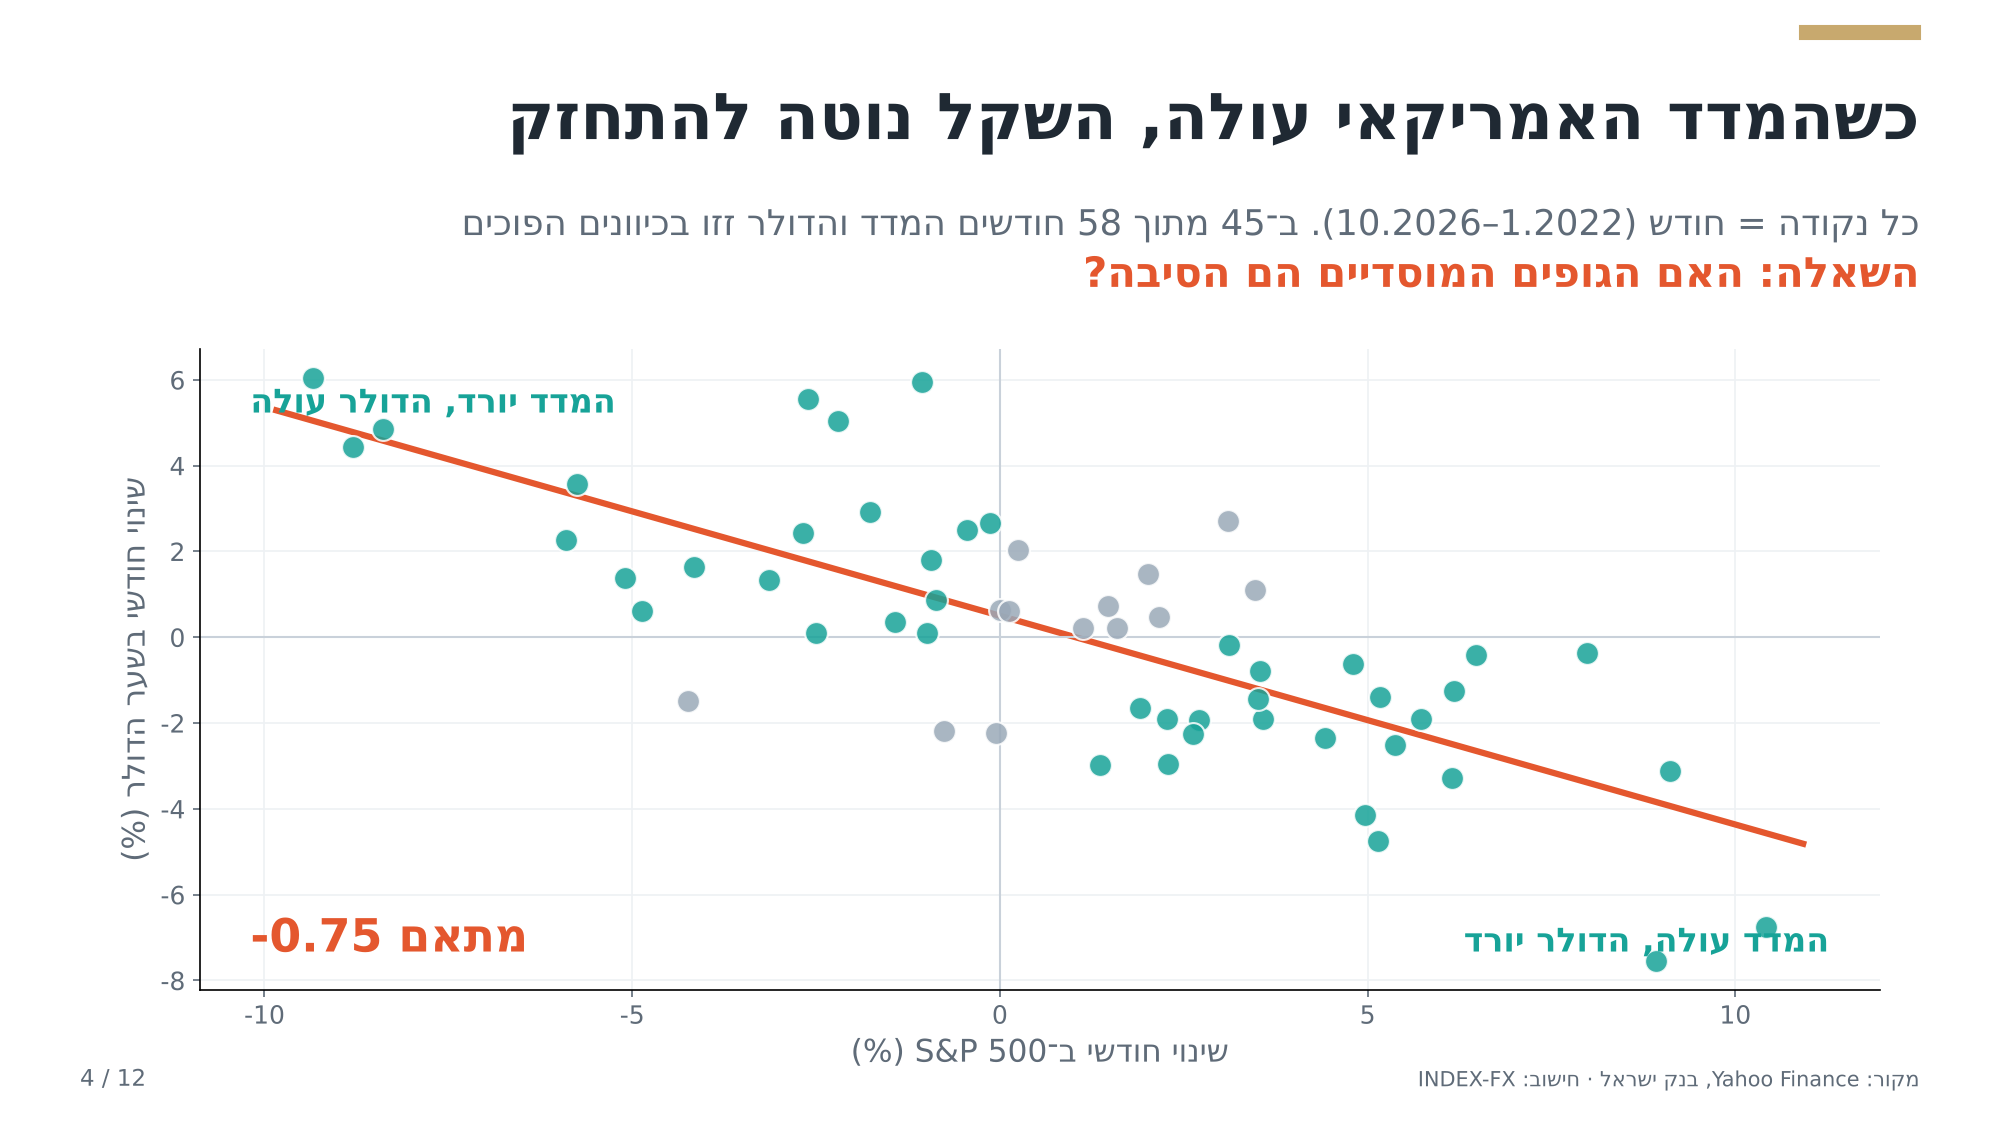 כשהמדד האמריקאי עולה, השקל נוטה להתחזק
כל נקודה = חודש (1.2022–10.2026). ב־45 מתוך 58 חודשים המדד והדולר זזו בכיוונים הפוכים
השאלה: האם הגופים המוסדיים הם הסיבה?
המדד יורד, הדולר עולה
שינוי חודשי בשער הדולר (%)
6
4
2
0
-2
-4
-6
-8
מתאם -0.75
המדד עולה, הדולר יורד
-10
-5
0
5
10
שינוי חודשי ב־S&P 500 (%)
מקור: Yahoo Finance, בנק ישראל · חישוב: INDEX-FX
4 / 12